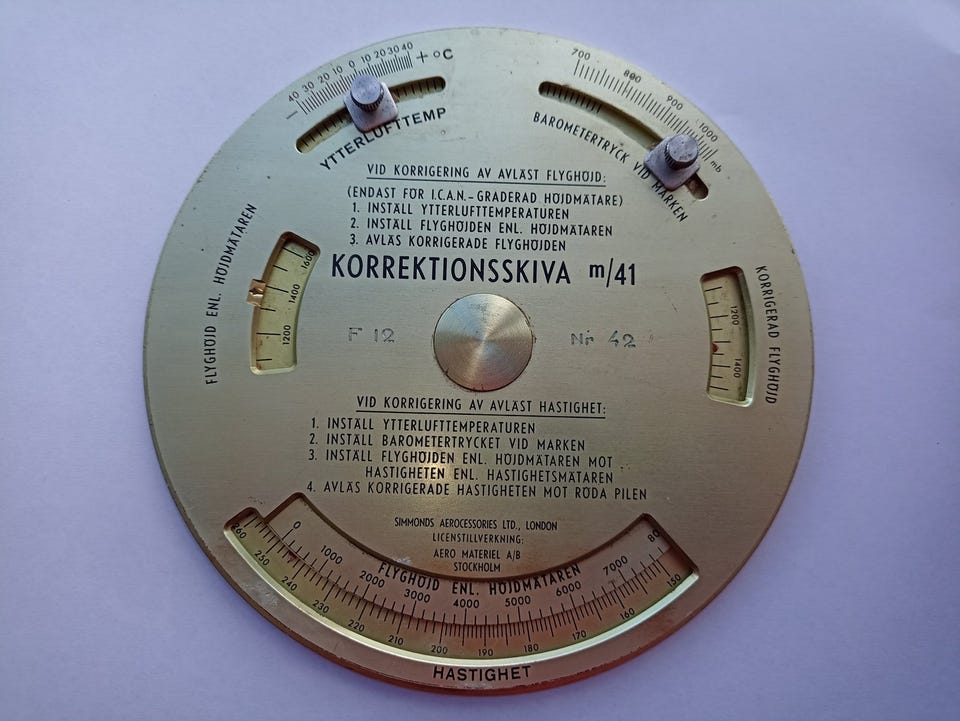 40 30 20 10 0 10 20 30 40 + °C
YTTERLUFTTEMP
700 800 900 1000 mb
BAROMETERTRYCK VID MARKEN
VID KORRIGERING AV AVLÄST FLYGHÖJD:
(ENDAST FÖR I.C.A.N.-GRADERAD HÖJDMÄTARE)
1. INSTÄLL YTTERLUFTTEMPERATUREN
2. INSTÄLL FLYGHÖJDEN ENL. HÖJDMÄTAREN
3. AVLÄS KORRIGERADE FLYGHÖJDEN
KORREKTIONSSKIVA m/41
FLYGHÖJD ENL. HÖJDMÄTAREN
1600
1400
1200
F 12 Nr 42
1200
1400
KORRIGERAD FLYGHÖJD
VID KORRIGERING AV AVLÄST HASTIGHET:
1. INSTÄLL YTTERLUFTTEMPERATUREN
2. INSTÄLL BAROMETERTRYCKET VID MARKEN
3. INSTÄLL FLYGHÖJDEN ENL. HÖJDMÄTAREN MOT
HASTIGHETEN ENL. HASTIGHETSMÄTAREN
4. AVLÄS KORRIGERADE HASTIGHETEN MOT RÖDA PILEN
SIMMONDS AEROCESSORIES LTD., LONDON
LICENSTILLVERKNING:
AERO MATERIEL A/B
STOCKHOLM
FLYGHÖJD ENL. HÖJDMÄTAREN
0 1000 2000 3000 4000 5000 6000 7000 80
260 250 240 230 220 210 200 190 180 170 160 150
HASTIGHET